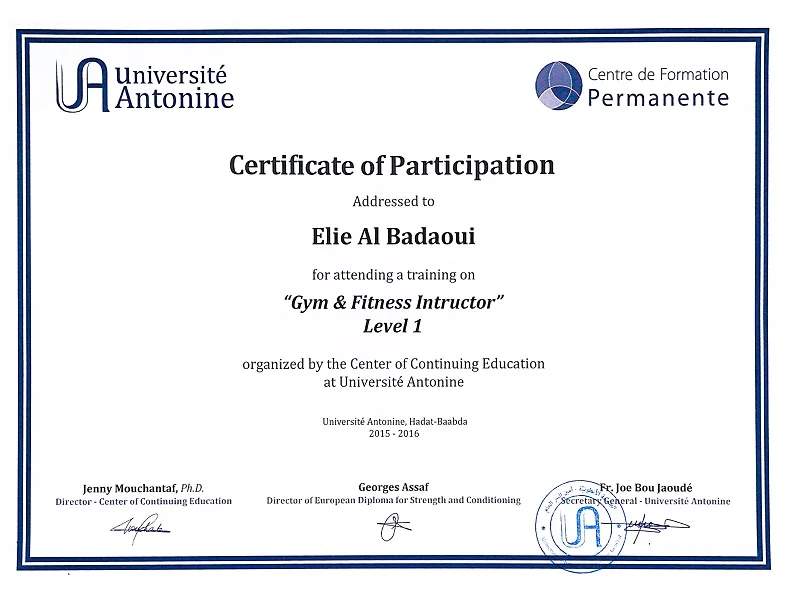 Université
Antonine
Centre de Formation
Permanente
Certificate of Participation
Addressed to
Elie Al Badaoui
for attending a training on
“Gym & Fitness Intructor”
Level 1
organized by the Center of Continuing Education
at Université Antonine
Université Antonine, Hadat-Baabda
2015 - 2016
Jenny Mouchantaf, Ph.D.
Director - Center of Continuing Education
Georges Assaf
Director of European Diploma for Strength and Conditioning
Fr. Joe Bou Jaoudé
Secretary General - Université Antonine
UA